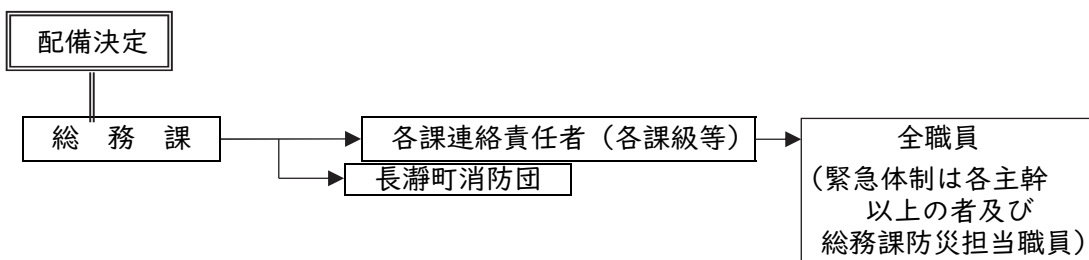 配備決定
総　務　課
各課連絡責任者（各課級等）
長瀞町消防団
全職員
（緊急体制は各主幹
以上の者及び
総務課防災担当職員）